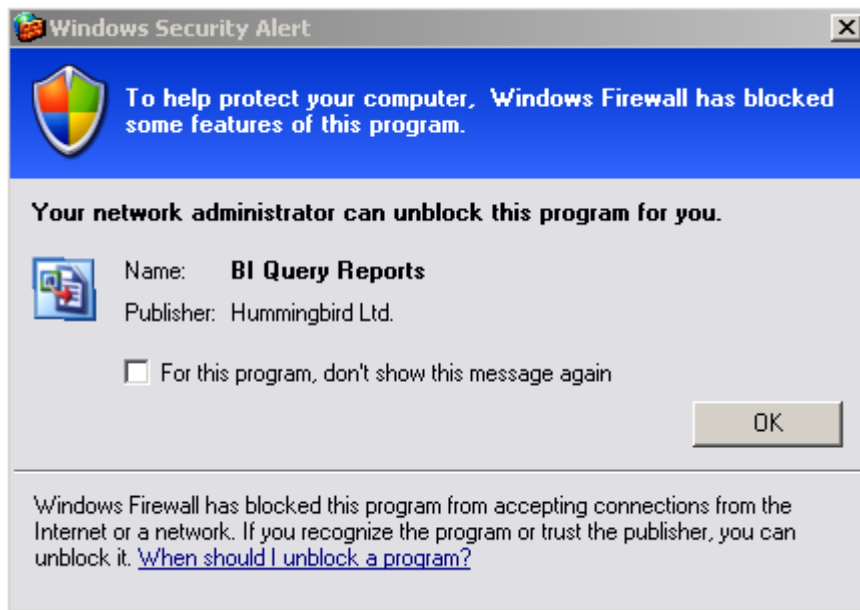 Windows Security Alert
To help protect your computer, Windows Firewall has blocked
some features of this program.
Your network administrator can unblock this program for you.
Name: BI Query Reports
Publisher: Hummingbird Ltd.
For this program, don't show this message again
OK
Windows Firewall has blocked this program from accepting connections from the
Internet or a network. If you recognize the program or trust the publisher, you can
unblock it. When should I unblock a program?